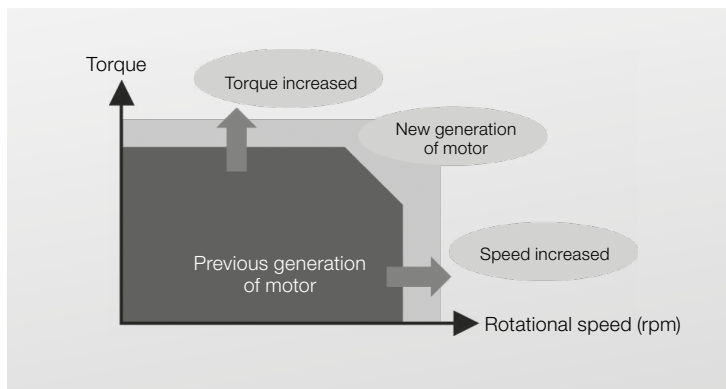 Torque
Torque increased
New generation
of motor
Speed increased
Previous generation
of motor
Rotational speed (rpm)